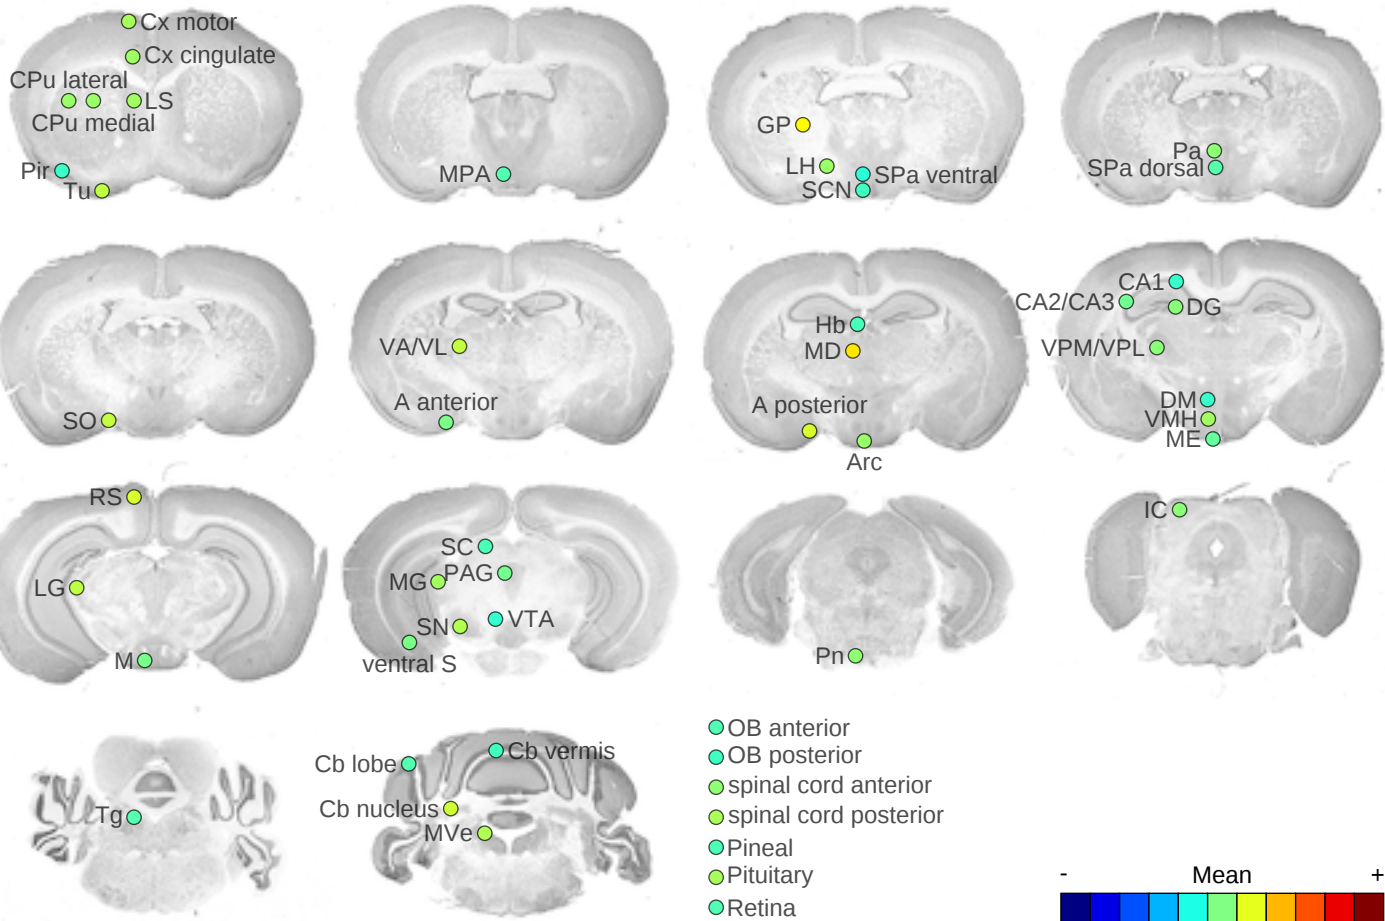 Cx motor
Cx cingulate
CPu lateral
LS
CPu medial
Pir
Tu
MPA
GP
LH
SPa ventral
SCN
Pa
SPa dorsal
SO
VA/VL
A anterior
Hb
MD
A posterior
Arc
CA1
CA2/CA3
DG
VPM/VPL
DM
VMH
ME
RS
LG
M
SC
PAG
MG
VTA
SN
ventral S
Pn
IC
Tg
Cb vermis
Cb lobe
Cb nucleus
MVe
OB anterior
OB posterior
spinal cord anterior
spinal cord posterior
Pineal
Pituitary
Retina
- Mean +